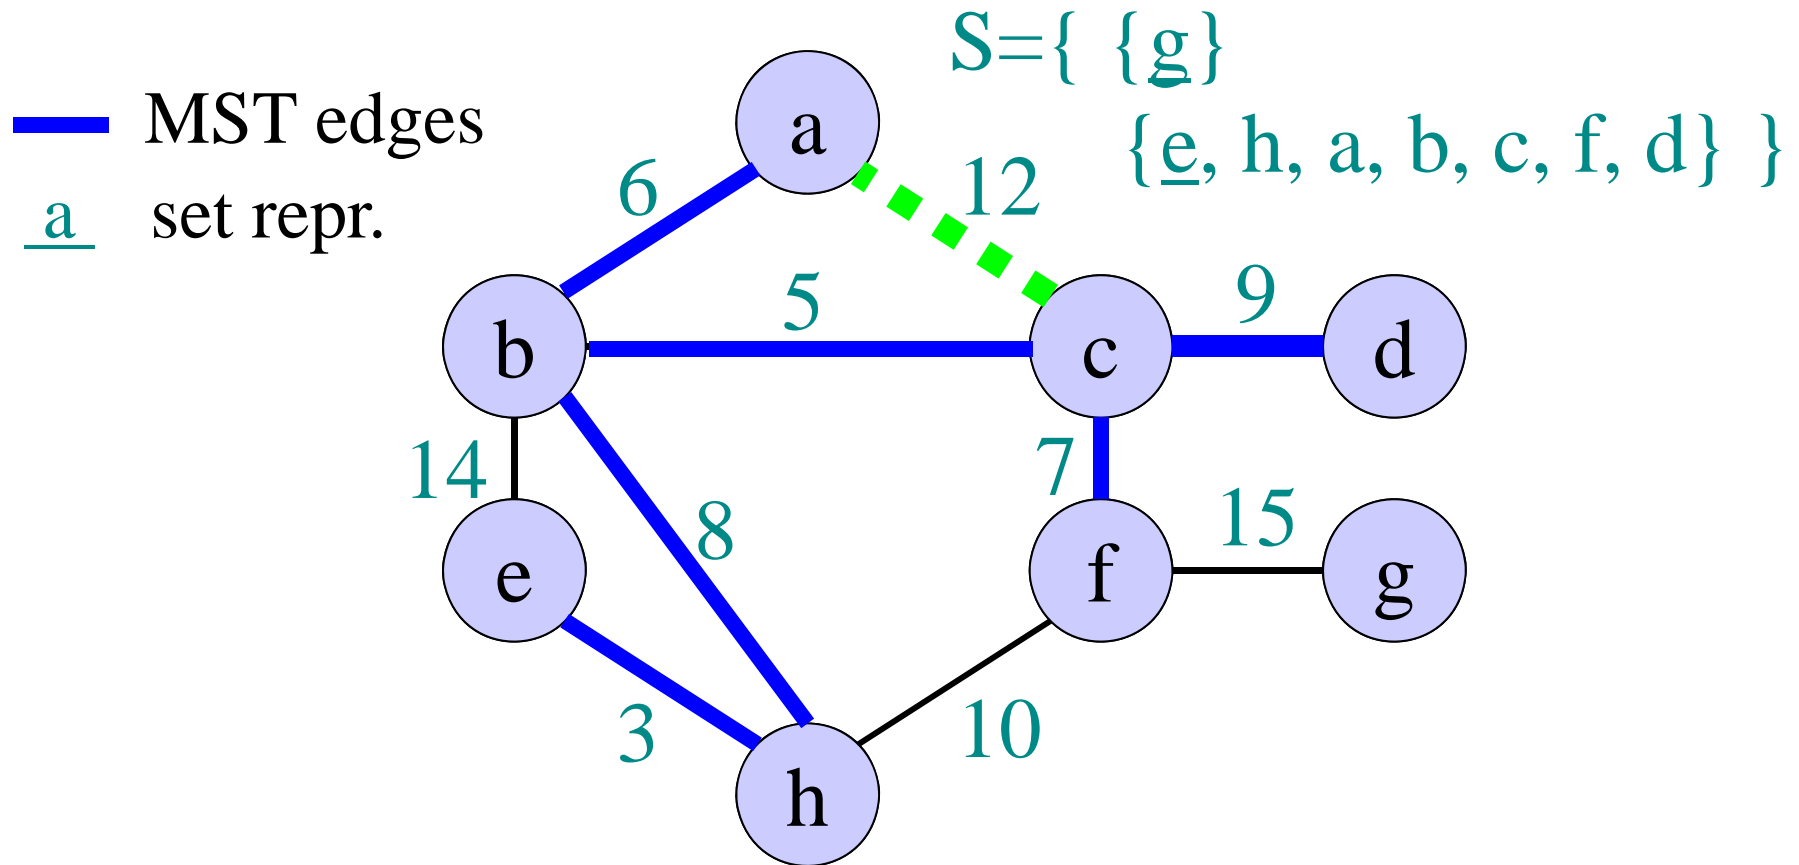 S={ {g}
MST edges
{e, h, a, b, c, f, d} }
a set repr.
a
6
12
5
9
b
c
d
14
7
8
15
e
f
g
3
10
h